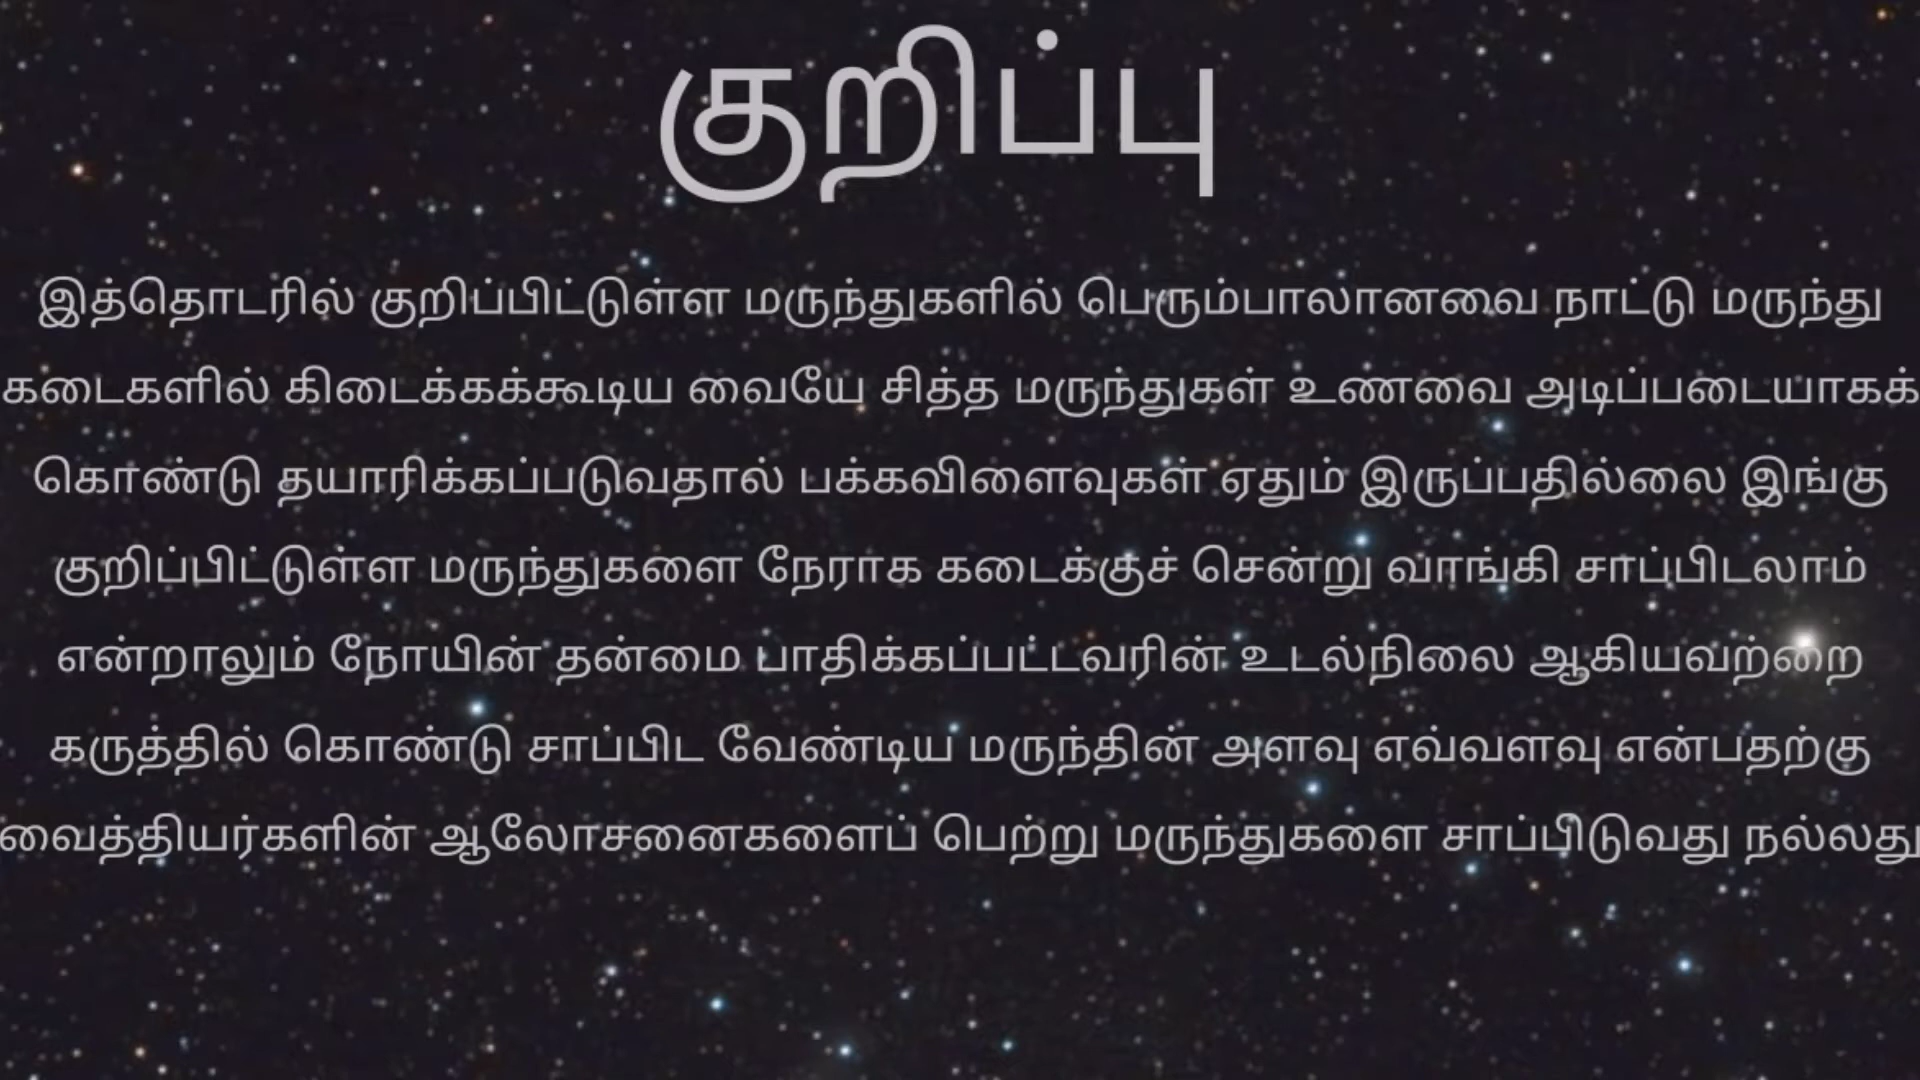 குறிப்பு
இத்தொடரில் குறிப்பிட்டுள்ள மருந்துகளில் பெரும்பாலானவை நாட்டு மருந்து
கடைகளில் கிடைக்கக்கூடிய வையே சித்த மருந்துகள் உணவை அடிப்படையாகக்
கொண்டு தயாரிக்கப்படுவதால் பக்கவிளைவுகள் ஏதும் இருப்பதில்லை இங்கு
குறிப்பிட்டுள்ள மருந்துகளை நேராக கடைக்குச் சென்று வாங்கி சாப்பிடலாம்
என்றாலும் நோயின் தன்மை பாதிக்கப்பட்டவரின் உடல்நிலை ஆகியவற்றை
கருத்தில் கொண்டு சாப்பிட வேண்டிய மருந்தின் அளவு எவ்வளவு என்பதற்கு
வைத்தியர்களின் ஆலோசனைகளைப் பெற்று மருந்துகளை சாப்பீடுவது நல்லது